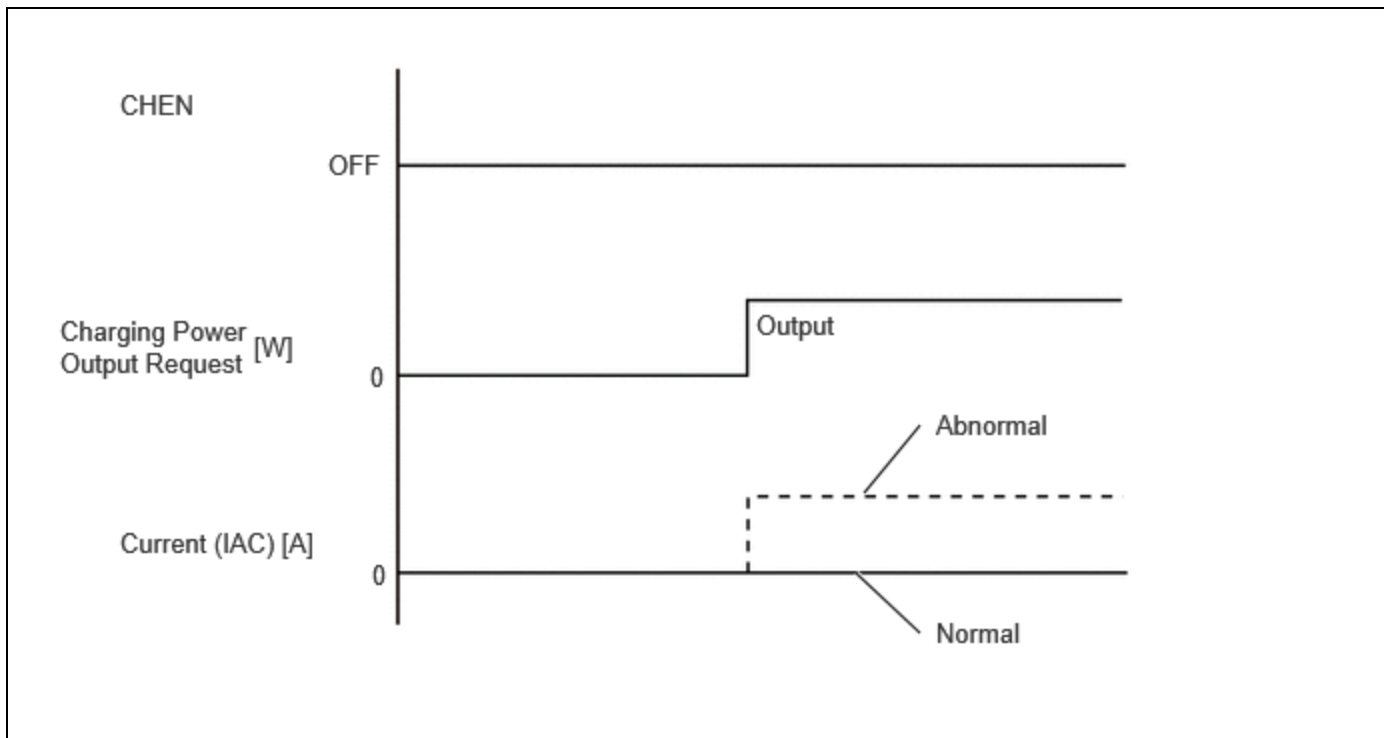 CHEN
OFF
Charging Power
Output Request [W]
0
Output
Abnormal
Current (IAC) [A]
0
Normal